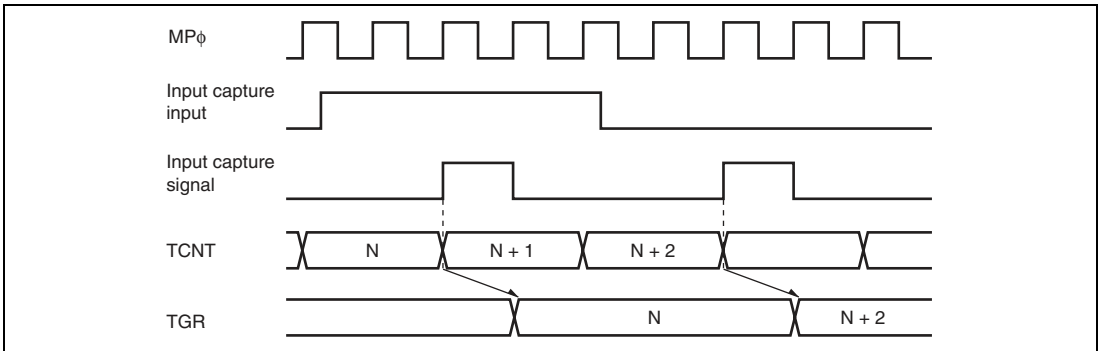 MPϕ
Input capture
input
Input capture
signal
TCNT
N
N + 1
N + 2
TGR
N
N + 2